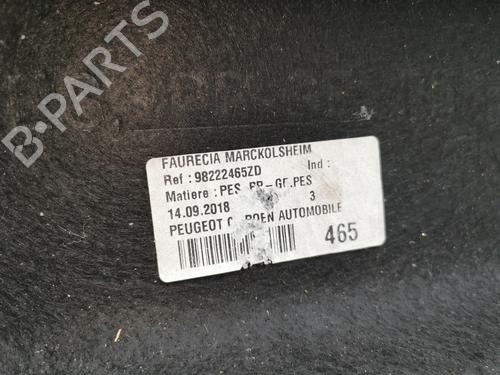 FAURECIA MARCKOLSHEIM
Ref : 98222465ZD Ind :
Matiere : PES
14.09.2018 3
PEUGEOT AUTOMOBILE
465
B-PARTS